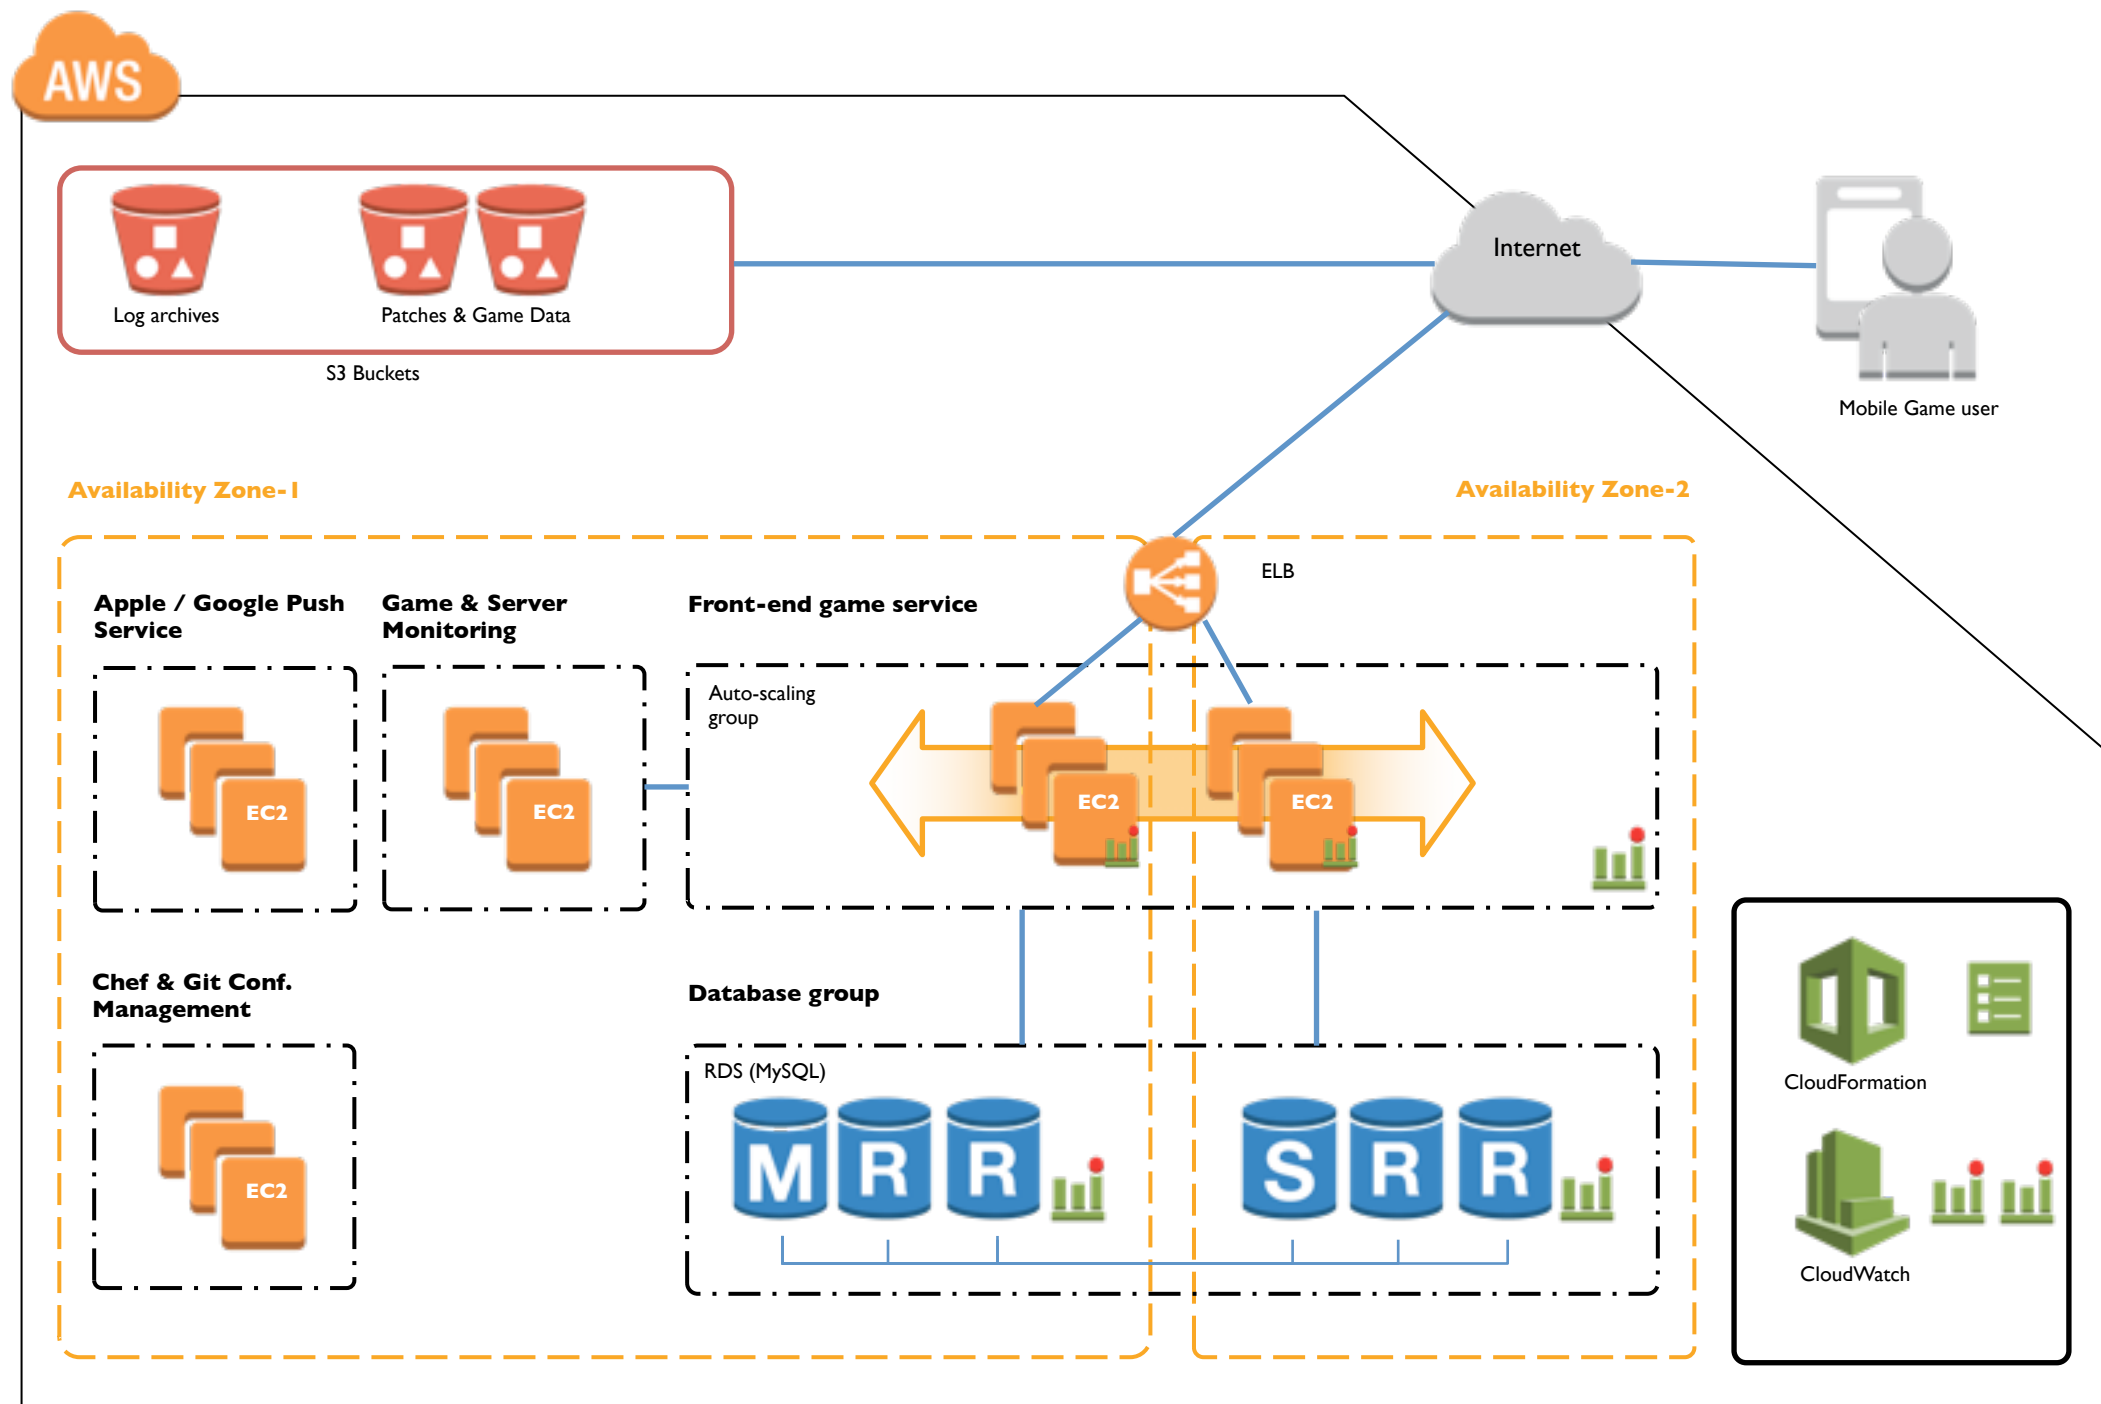 AWS
Internet
Log archives
Patches & Game Data
S3 Buckets
Mobile Game user
Availability Zone-1
Availability Zone-2
ELB
Apple / Google Push
Service
Game & Server
Monitoring
Front-end game service
Auto-scaling
group
EC2
EC2
EC2
EC2
Chef & Git Conf.
Management
EC2
Database group
RDS (MySQL)
M
R
R
S
R
R
CloudFormation
CloudWatch